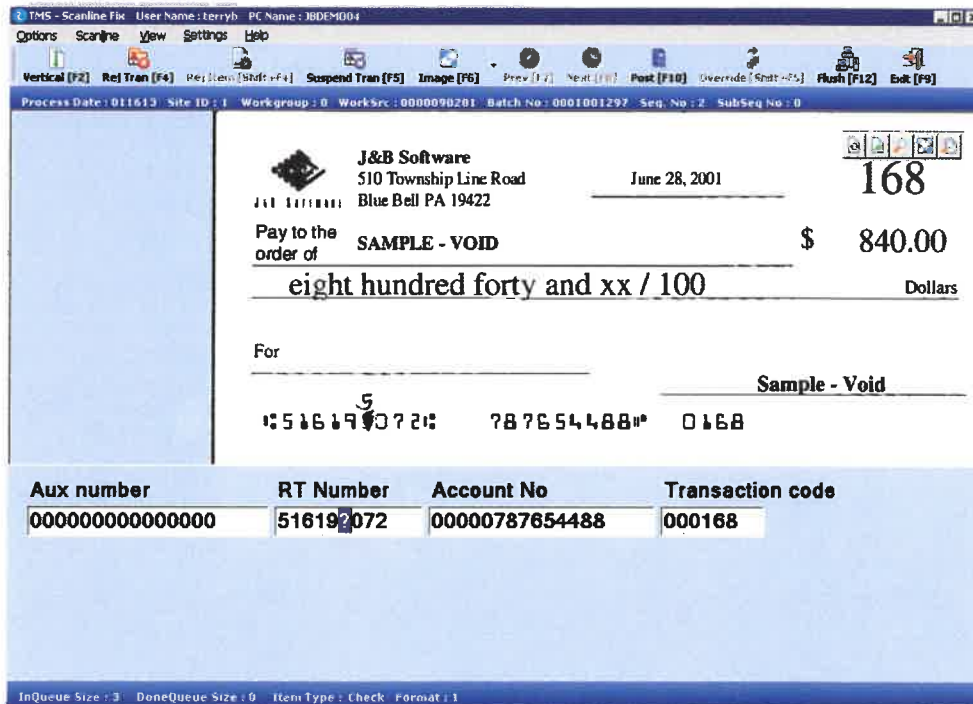 TMS - Scanline Fix User Name : terryb PC Name : JBDEM004
Options Scanline View Settings Help
Vertical [F2] Rej Tran [F4] Rej Item [Shift+F4] Suspend Tran [F5] Image [F6] Prev [F7] Next [F8] Post [F10] Override [Shift+F5] Flush [F12] Exit [F9]
Process Date : 011613 Site ID : 1 Workgroup : 0 WorkSrc : 0000090201 Batch No : 0001001297 Seq. No : 2 SubSeq No : 0
J&B Software
510 Township Line Road June 28, 2001 168
J&B Software Blue Bell PA 19422
Pay to the order of SAMPLE - VOID $ 840.00
eight hundred forty and xx / 100 Dollars
For
Sample - Void
5
⑆51619 072⑆ 787654488⑈ 0168
Aux number RT Number Account No Transaction code
000000000000000 51619?072 00000787654488 000168
InQueue Size : 3 DoneQueue Size : 0 Item Type : Check Format : 1